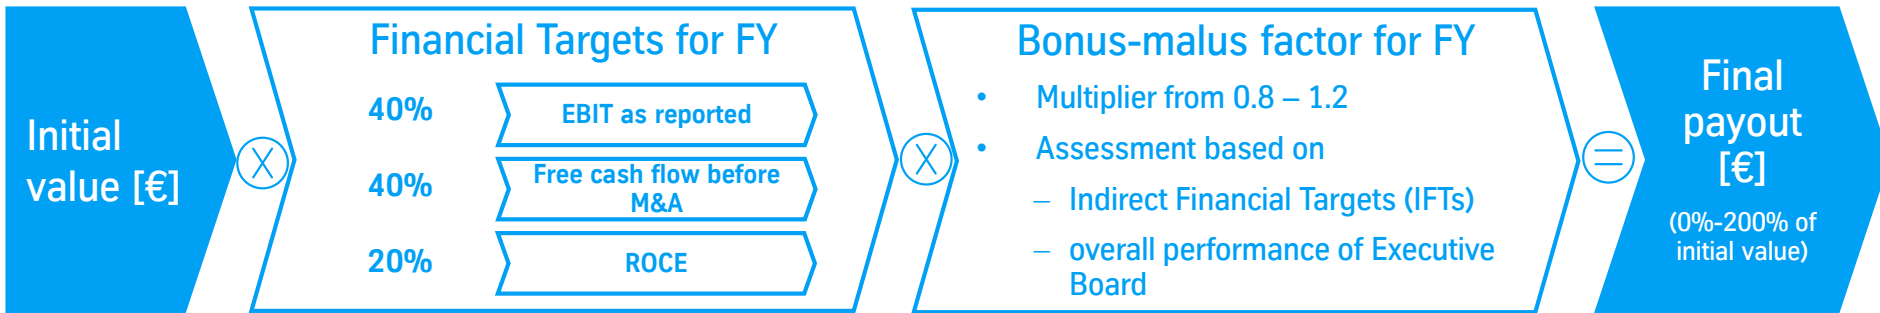 Initial
value [€]
X
Financial Targets for FY
40%
EBIT as reported
40%
Free cash flow before
M&A
20%
ROCE
X
Bonus-malus factor for FY
• Multiplier from 0.8 – 1.2
• Assessment based on
– Indirect Financial Targets (IFTs)
– overall performance of Executive
Board
=
Final
payout
[€]
(0%-200% of
initial value)